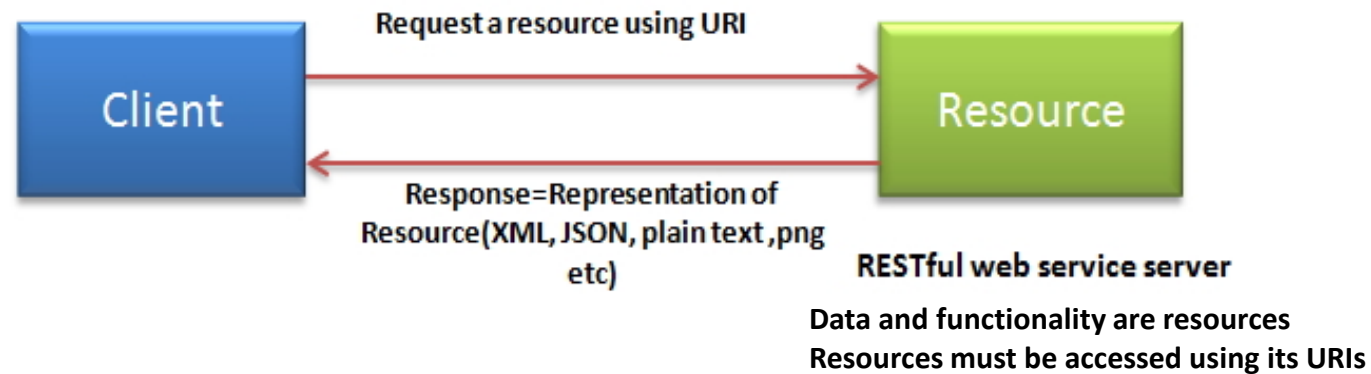 Request a resource using URI
Client
Resource
Response=Representation of
Resource(XML, JSON, plain text ,png
etc)
RESTful web service server
Data and functionality are resources
Resources must be accessed using its URIs